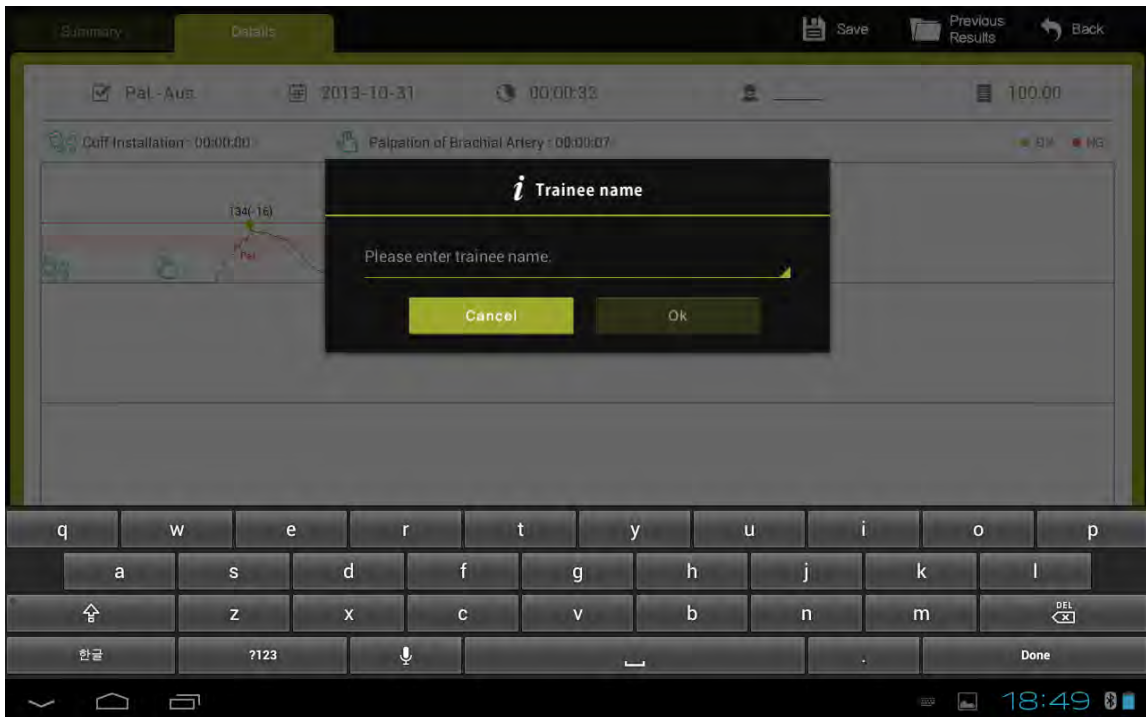 Summary
Details
Save
Previous
Results
Back
Pal.-Aus.
2013-10-31
00:00:33
100.00
Cuff Installation : 00:00:00
Palpation of Brachial Artery : 00:00:07
OK
NG
134(-16)
Pal.
i Trainee name
Please enter trainee name.
Cancel
Ok
q w e r t y u i o p
a s d f g h j k l
z x c v b n m DEL
한글 ?123 . Done
18:49